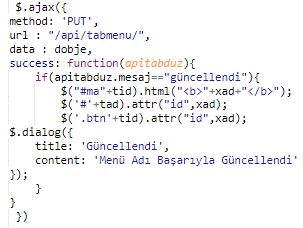 $.ajax({
method: 'PUT',
url : "/api/tabmenu/",
data : dobje,
success: function(apitabduz){
if(apitabduz.mesaj=="güncellendi"){
$("#ma"+tid).html("<b>"+xad+"</b>");
$('#'+tad).attr("id",xad);
$('.btn'+tid).attr("id",xad);
$.dialog({
title: 'Güncellendi',
content: 'Menü Adı Başarıyla Güncellendi'
});
}
}
})